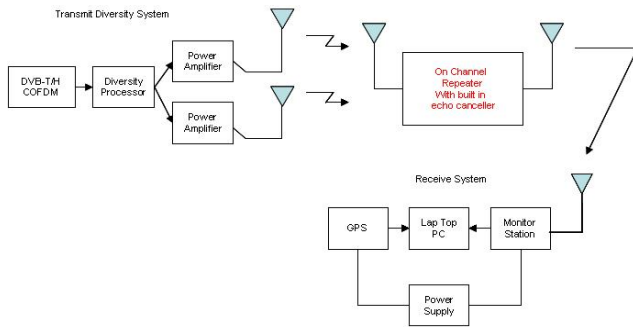 Transmit Diversity System
Power
Amplifier
DVB-T/H
COFDM
Diversity
Processor
Power
Amplifier
On Channel
Repeater
With built in
echo canceller
Receive System
GPS
Lap Top
PC
Monitor
Station
Power
Supply